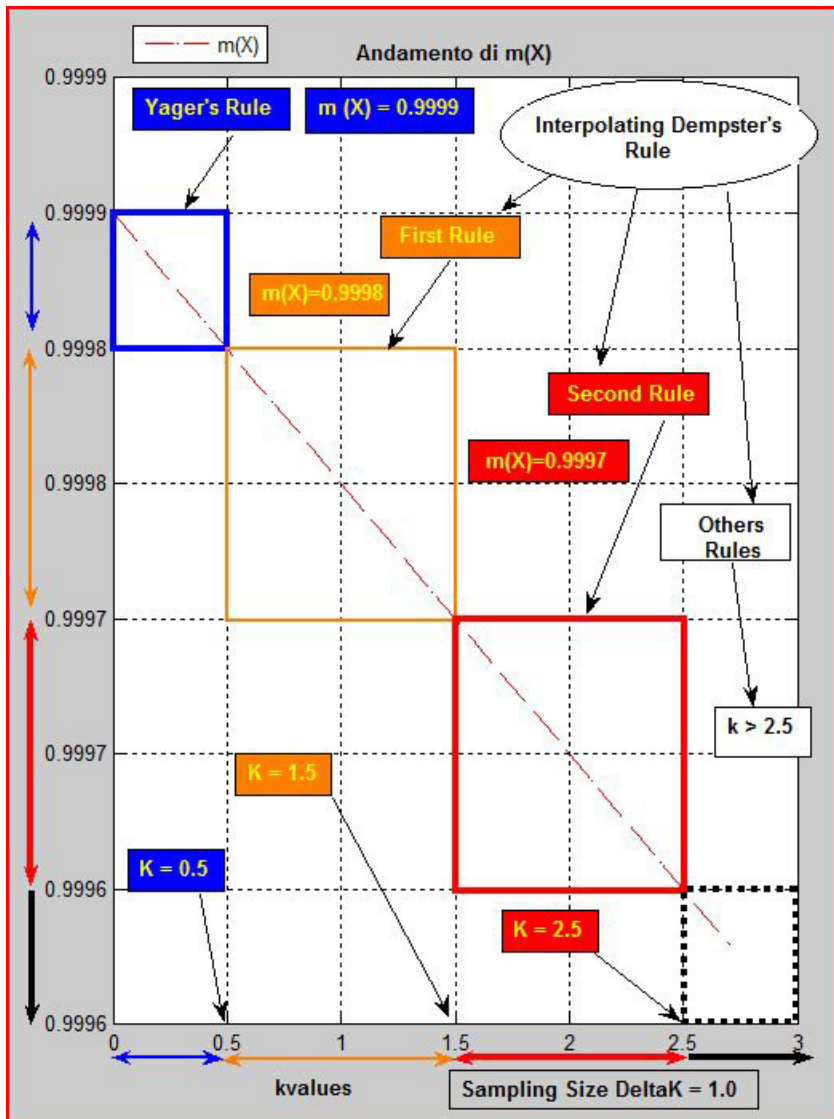 m(X)
Andamento di m(X)
0.9999
Yager's Rule
m (X) = 0.9999
Interpolating Dempster's
Rule
0.9999
First Rule
m(X)=0.9998
0.9998
Second Rule
m(X)=0.9997
0.9998
Others
Rules
0.9997
k > 2.5
0.9997
K = 1.5
K = 0.5
0.9996
K = 2.5
0.9996
0
0.5
1
1.5
2
2.5
3
kvalues
Sampling Size DeltaK = 1.0